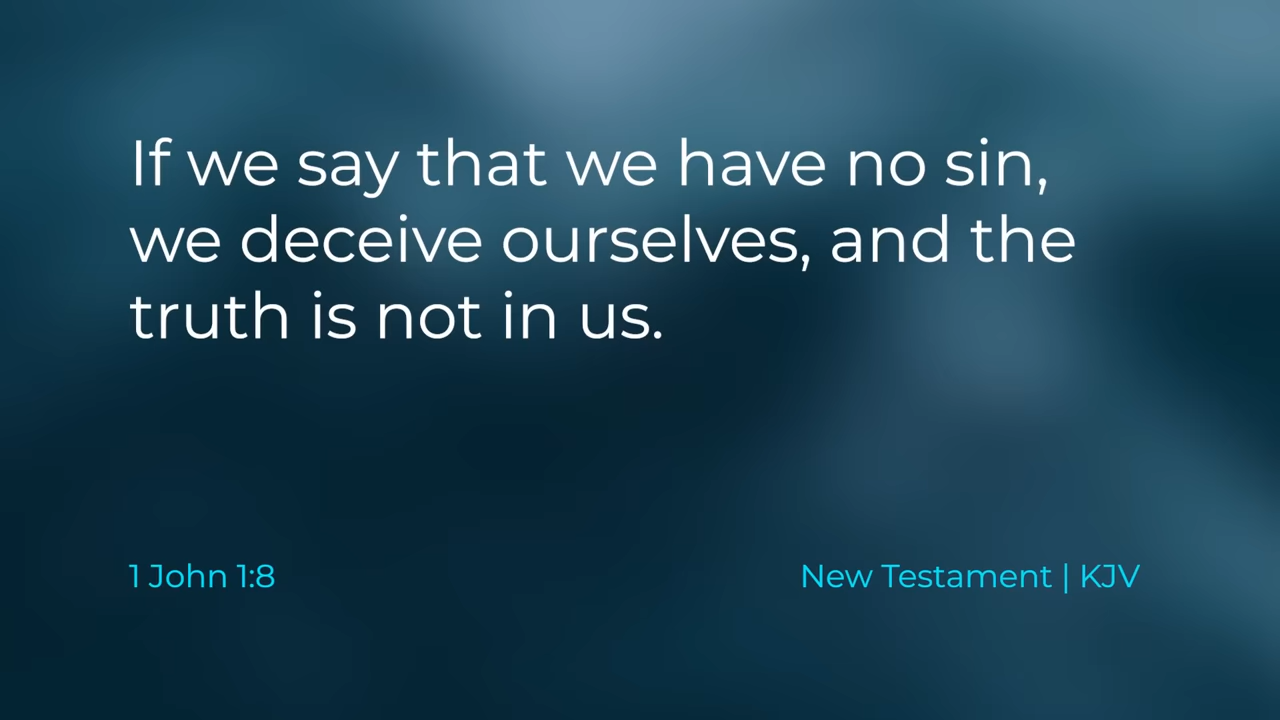 If we say that we have no sin,
we deceive ourselves, and the
truth is not in us.
1 John 1:8
New Testament | KJV